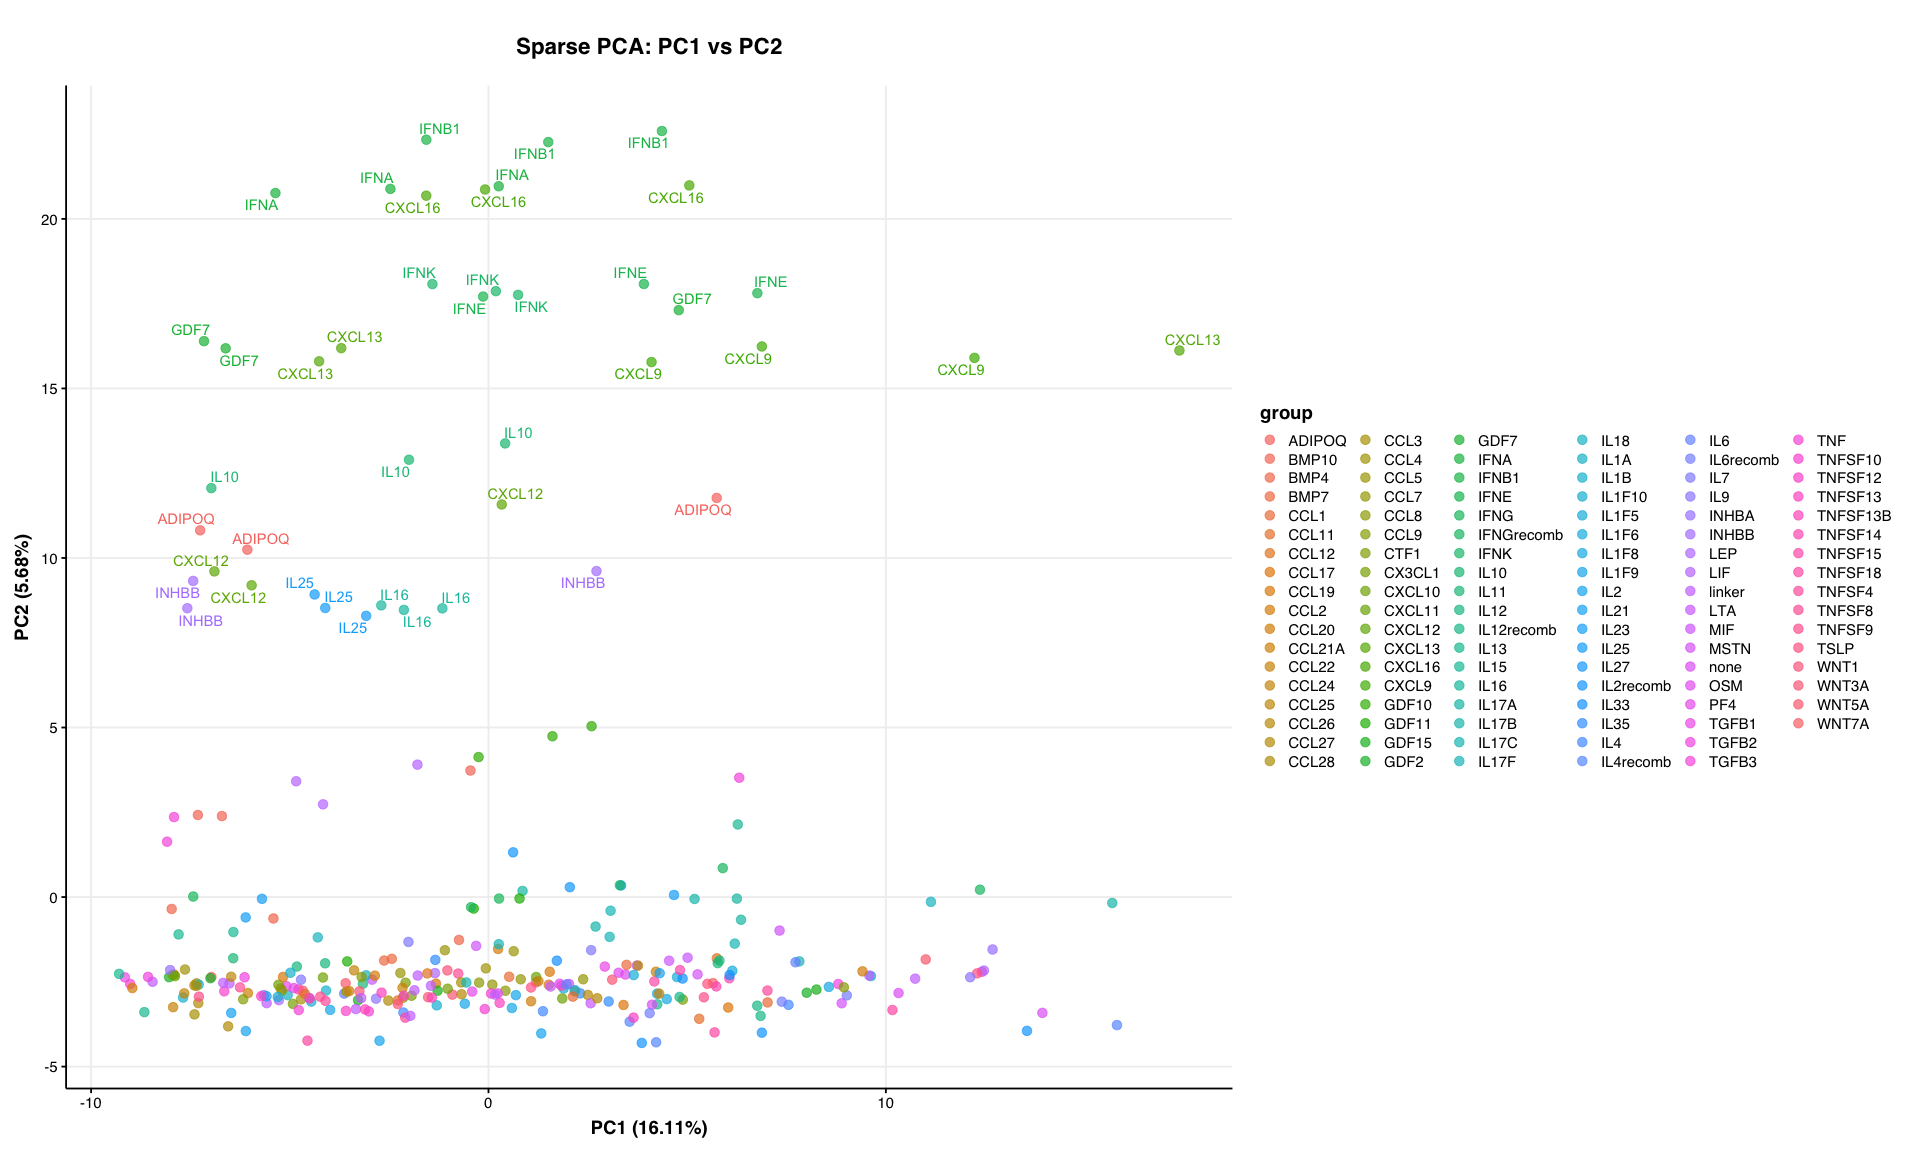 Sparse PCA: PC1 vs PC2
IFNB1
IFNB1
IFNB1
IFNA
IFNA
IFNA
CXCL16
CXCL16
CXCL16
20
IFNK
IFNK
IFNE
IFNE
IFNE
IFNK
GDF7
GDF7
GDF7
CXCL13
CXCL13
CXCL13
CXCL9
CXCL9
CXCL9
15
IL10
IL10
IL10
CXCL12
ADIPOQ
ADIPOQ
ADIPOQ
10
CXCL12
CXCL12
INHBB
INHBB
INHBB
IL25
IL25
IL25
IL16
IL16
IL16
5
0
-5
-10 0 10
PC1 (16.11%)
PC2 (5.68%)
group
ADIPOQ CCL3 GDF7 IL18 IL6 TNF
BMP10 CCL4 IFNA IL1A IL6recomb TNFSF10
BMP4 CCL5 IFNB1 IL1B IL7 TNFSF12
BMP7 CCL7 IFNE IL1F10 IL9 TNFSF13
CCL1 CCL8 IFNG IL1F5 INHBA TNFSF13B
CCL11 CCL9 IFNGrecomb IL1F6 INHBB TNFSF14
CCL12 CTF1 IFNK IL1F8 LEP TNFSF15
CCL17 CX3CL1 IL10 IL1F9 LIF TNFSF18
CCL19 CXCL10 IL11 IL2 linker TNFSF4
CCL2 CXCL11 IL12 IL21 LTA TNFSF8
CCL20 CXCL12 IL12recomb IL23 MIF TNFSF9
CCL21A CXCL13 IL13 IL25 MSTN TSLP
CCL22 CXCL16 IL15 IL27 none WNT1
CCL24 CXCL9 IL16 IL2recomb OSM WNT3A
CCL25 GDF10 IL17A IL33 PF4 WNT5A
CCL26 GDF11 IL17B IL35 TGFB1 WNT7A
CCL27 GDF15 IL17C IL4 TGFB2
CCL28 GDF2 IL17F IL4recomb TGFB3